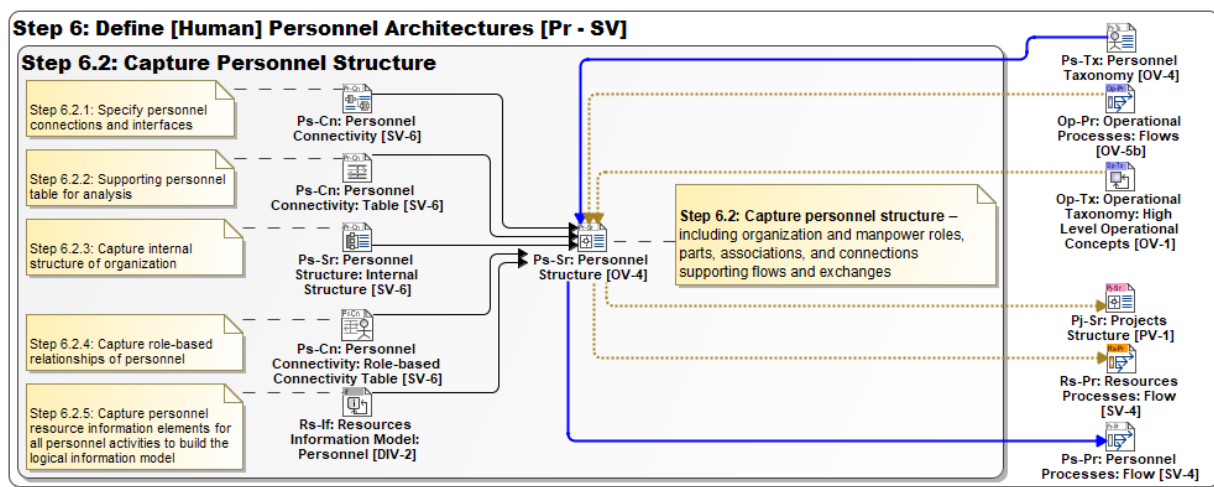 Step 6: Define [Human] Personnel Architectures [Pr - SV]
Step 6.2: Capture Personnel Structure
Step 6.2.1: Specify personnel
connections and interfaces
Ps-Cn: Personnel
Connectivity [SV-6]
Step 6.2.2: Supporting personnel
table for analysis
Ps-Cn: Personnel
Connectivity: Table [SV-6]
Step 6.2.3: Capture internal
structure of organization
Ps-Sr: Personnel
Structure: Internal
Structure [SV-6]
Step 6.2.4: Capture role-based
relationships of personnel
Ps-Cn: Personnel
Connectivity: Role-based
Connectivity Table [SV-6]
Step 6.2.5: Capture personnel
resource information elements for
all personnel activities to build the
logical information model
Rs-If: Resources
Information Model:
Personnel [DIV-2]
Ps-Sr: Personnel
Structure [OV-4]
Step 6.2: Capture personnel structure –
including organization and manpower roles,
parts, associations, and connections
supporting flows and exchanges
Ps-Tx: Personnel
Taxonomy [OV-4]
Op-Pr
Op-Pr: Operational
Processes: Flows
[OV-5b]
Op-Tx
Op-Tx: Operational
Taxonomy: High
Level Operational
Concepts [OV-1]
Pj-Sr
Pj-Sr: Projects
Structure [PV-1]
Rs-Pr
Rs-Pr: Resources
Processes: Flow
[SV-4]
Ps-Pr: Personnel
Processes: Flow [SV-4]